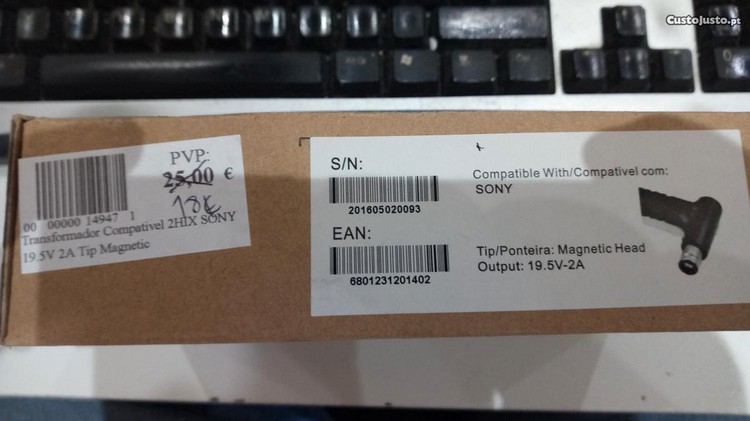 CustoJusto.pt
PVP:
25,00 €
18€
00 00000 14947 1
Transformador Compativel 2HIX SONY
19.5V 2A Tip Magnetic
S/N:
201605020093
EAN:
6801231201402
Compatible With/Compativel com:
SONY
Tip/Ponteira: Magnetic Head
Output: 19.5V-2A